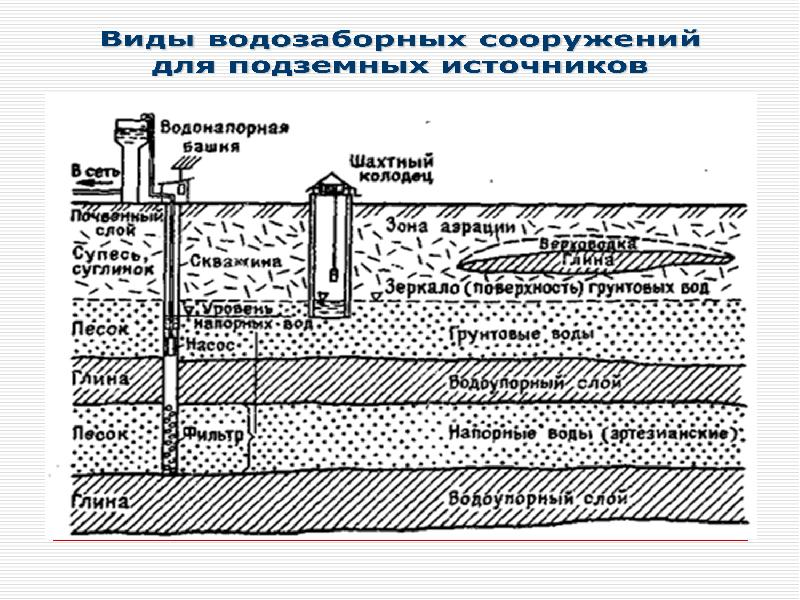 Виды водозаборных сооружений
для подземных источников
Водонапорная
башня
В сеть
Шахтный
колодец
Почвенный
слой
Зона аэрации
Верховодка
Глина
Супесь,
суглинок
Скважина
Зеркало (поверхность) грунтовых вод
Уровень
напорных вод
Песок
Насос
Грунтовые воды
Глина
Водоупорный слой
Песок
Фильтр
Напорные воды (артезианские)
Глина
Водоупорный слой